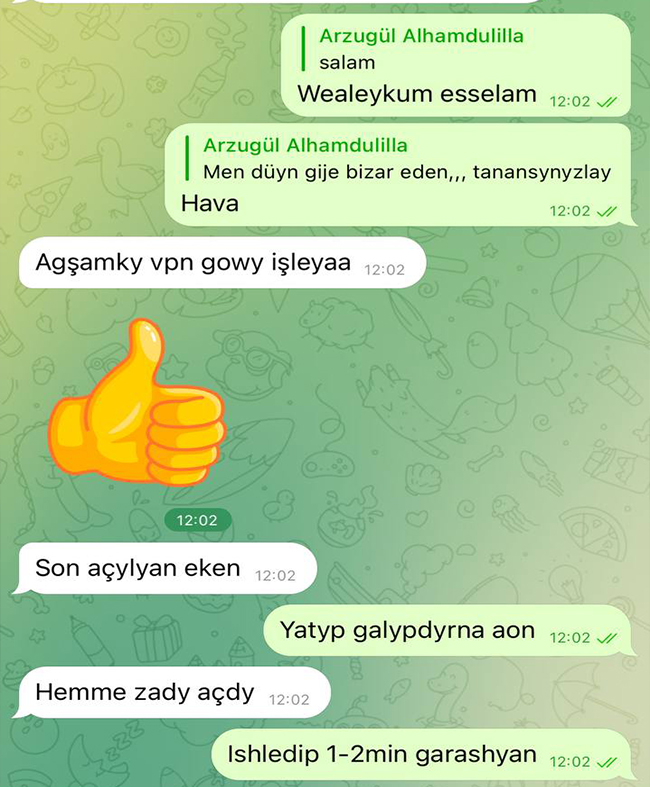 Arzugül Alhamdulilla
salam
Wealeykum esselam 12:02
Arzugül Alhamdulilla
Men düyn gije bizar eden,,, tanansynyzlay
Hava 12:02
Agşamky vpn gowy işleyaa 12:02
12:02
Son açylyan eken 12:02
Yatyp galypdyrna aon 12:02
Hemme zady açdy 12:02
Ishledip 1-2min garashyan 12:02